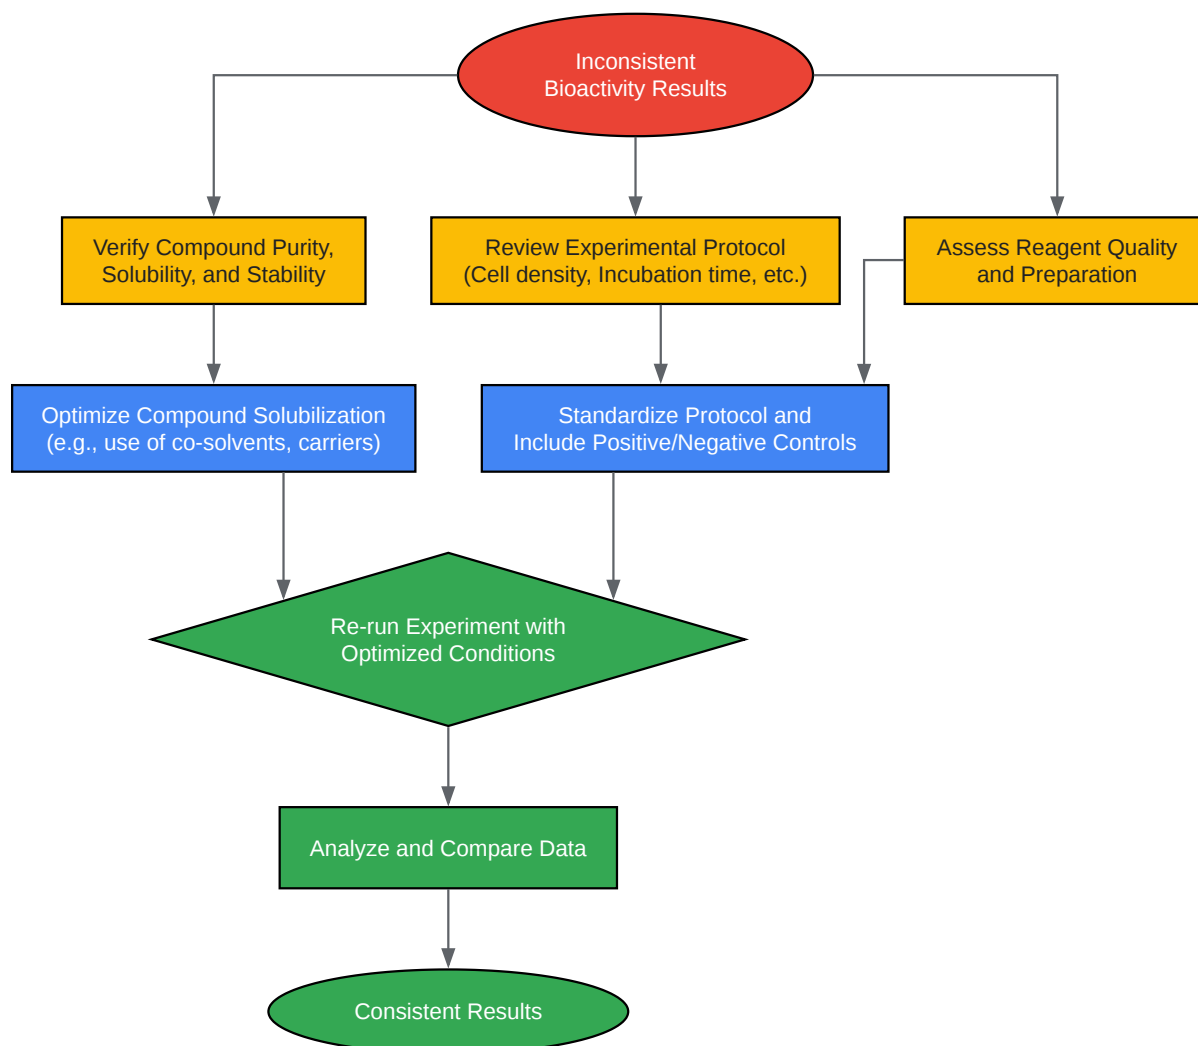 Inconsistent
Bioactivity Results
Verify Compound Purity,
Solubility, and Stability
Review Experimental Protocol
(Cell density, Incubation time, etc.)
Assess Reagent Quality
and Preparation
Optimize Compound Solubilization
(e.g., use of co-solvents, carriers)
Standardize Protocol and
Include Positive/Negative Controls
Re-run Experiment with
Optimized Conditions
Analyze and Compare Data
Consistent Results